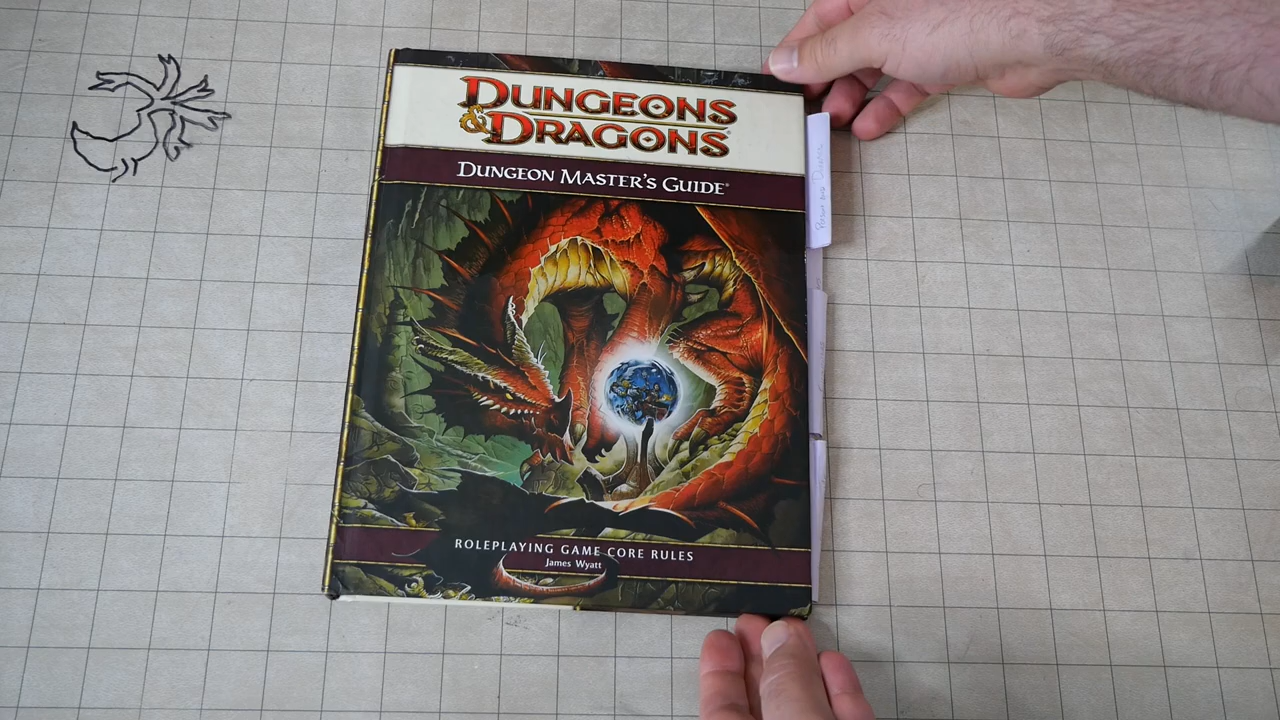 DUNGEONS
& DRAGONS®
DUNGEON MASTER'S GUIDE®
ROLEPLAYING GAME CORE RULES
James Wyatt